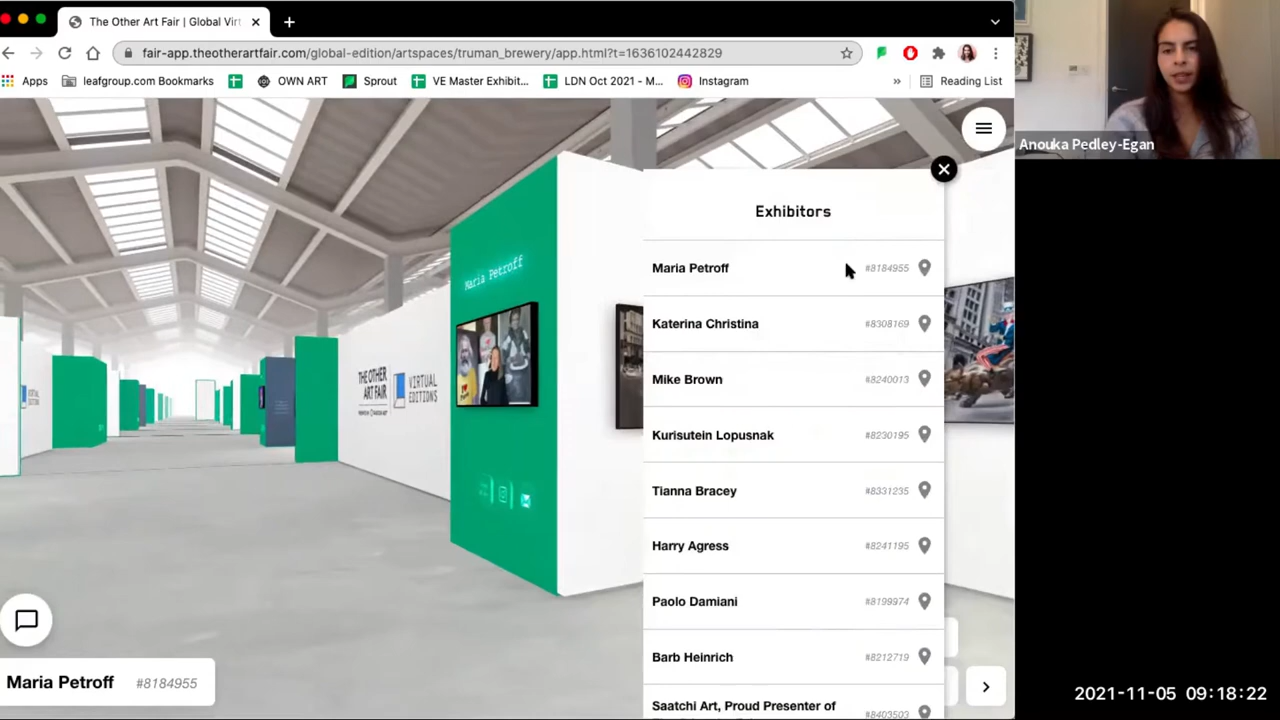 The Other Art Fair | Global Virt
fair-app.theotherartfair.com/global-edition/artspaces/truman_brewery/app.html?t=1636102442829
Apps leafgroup.com Bookmarks OWN ART Sprout VE Master Exhibit... LDN Oct 2021 - M... Instagram » Reading List
Anouka Pedley-Egan
Exhibitors
Maria Petroff #8184955
Katerina Christina #8308169
Mike Brown #8240013
Kurisutein Lopusnak #8230195
Tianna Bracey #8331235
Harry Agress #8241195
Paolo Damiani #8199974
Barb Heinrich #8212719
Saatchi Art, Proud Presenter of #8403503
Maria Petroff
THE OTHER
ART FAIR
VIRTUAL
EDITIONS
Maria Petroff #8184955
2021-11-05 09:18:22